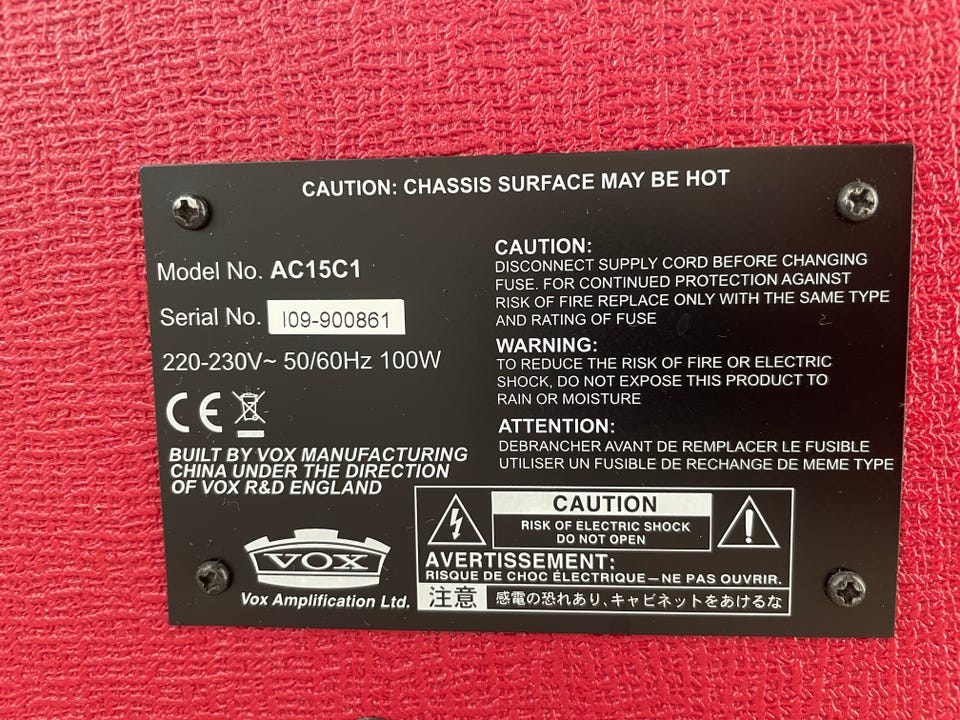 CAUTION: CHASSIS SURFACE MAY BE HOT
Model No. AC15C1
Serial No. I09-900861
220-230V~ 50/60Hz 100W
CE
BUILT BY VOX MANUFACTURING
CHINA UNDER THE DIRECTION
OF VOX R&D ENGLAND
VOX
Vox Amplification Ltd.
CAUTION:
DISCONNECT SUPPLY CORD BEFORE CHANGING
FUSE. FOR CONTINUED PROTECTION AGAINST
RISK OF FIRE REPLACE ONLY WITH THE SAME TYPE
AND RATING OF FUSE
WARNING:
TO REDUCE THE RISK OF FIRE OR ELECTRIC
SHOCK, DO NOT EXPOSE THIS PRODUCT TO
RAIN OR MOISTURE
ATTENTION:
DEBRANCHER AVANT DE REMPLACER LE FUSIBLE
UTILISER UN FUSIBLE DE RECHANGE DE MEME TYPE
CAUTION
RISK OF ELECTRIC SHOCK
DO NOT OPEN
AVERTISSEMENT:
RISQUE DE CHOC ÉLECTRIQUE—NE PAS OUVRIR.
注意 感電の恐れあり、キャビネットをあけるな